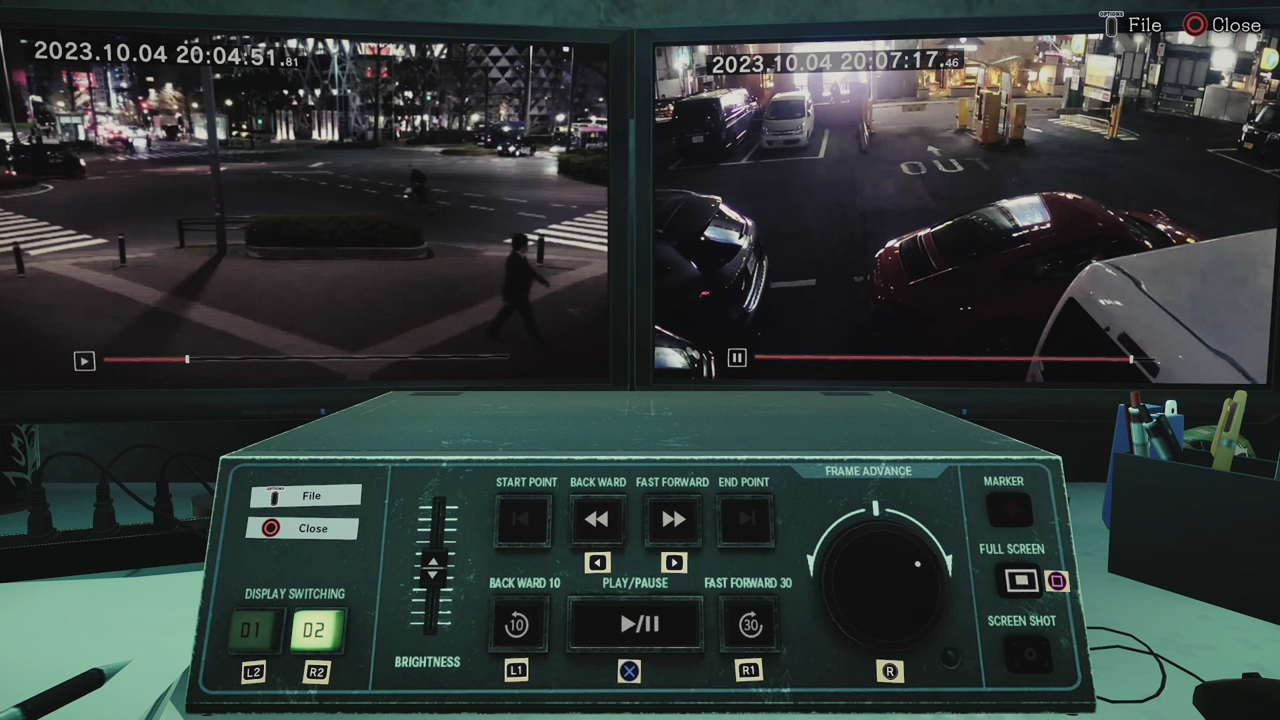 OPTIONS File Close
2023.10.04 20:04:51.81
2023.10.04 20:07:17.46
OUT
OPTIONS File
Close
DISPLAY SWITCHING
D1 D2
L2 R2
BRIGHTNESS
START POINT BACK WARD FAST FORWARD END POINT
BACK WARD 10 PLAY/PAUSE FAST FORWARD 30
10 30
L1 R1
FRAME ADVANCE
R
MARKER
FULL SCREEN
SCREEN SHOT